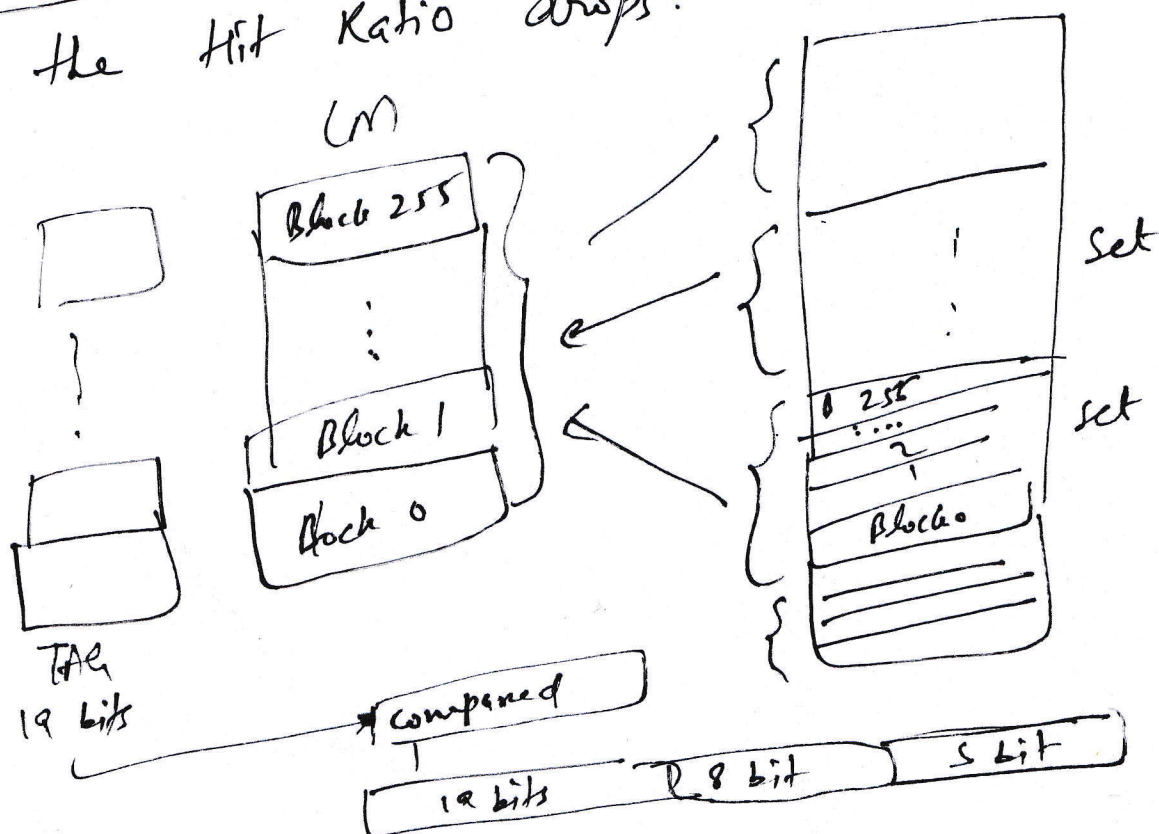 the Hit Ratio drops.
CM
Block 255
Block 1
Block 0
TAG
19 bits
compared
19 bits
8 bit
5 bit
Set
B 255
....
2
1
Block 0
set